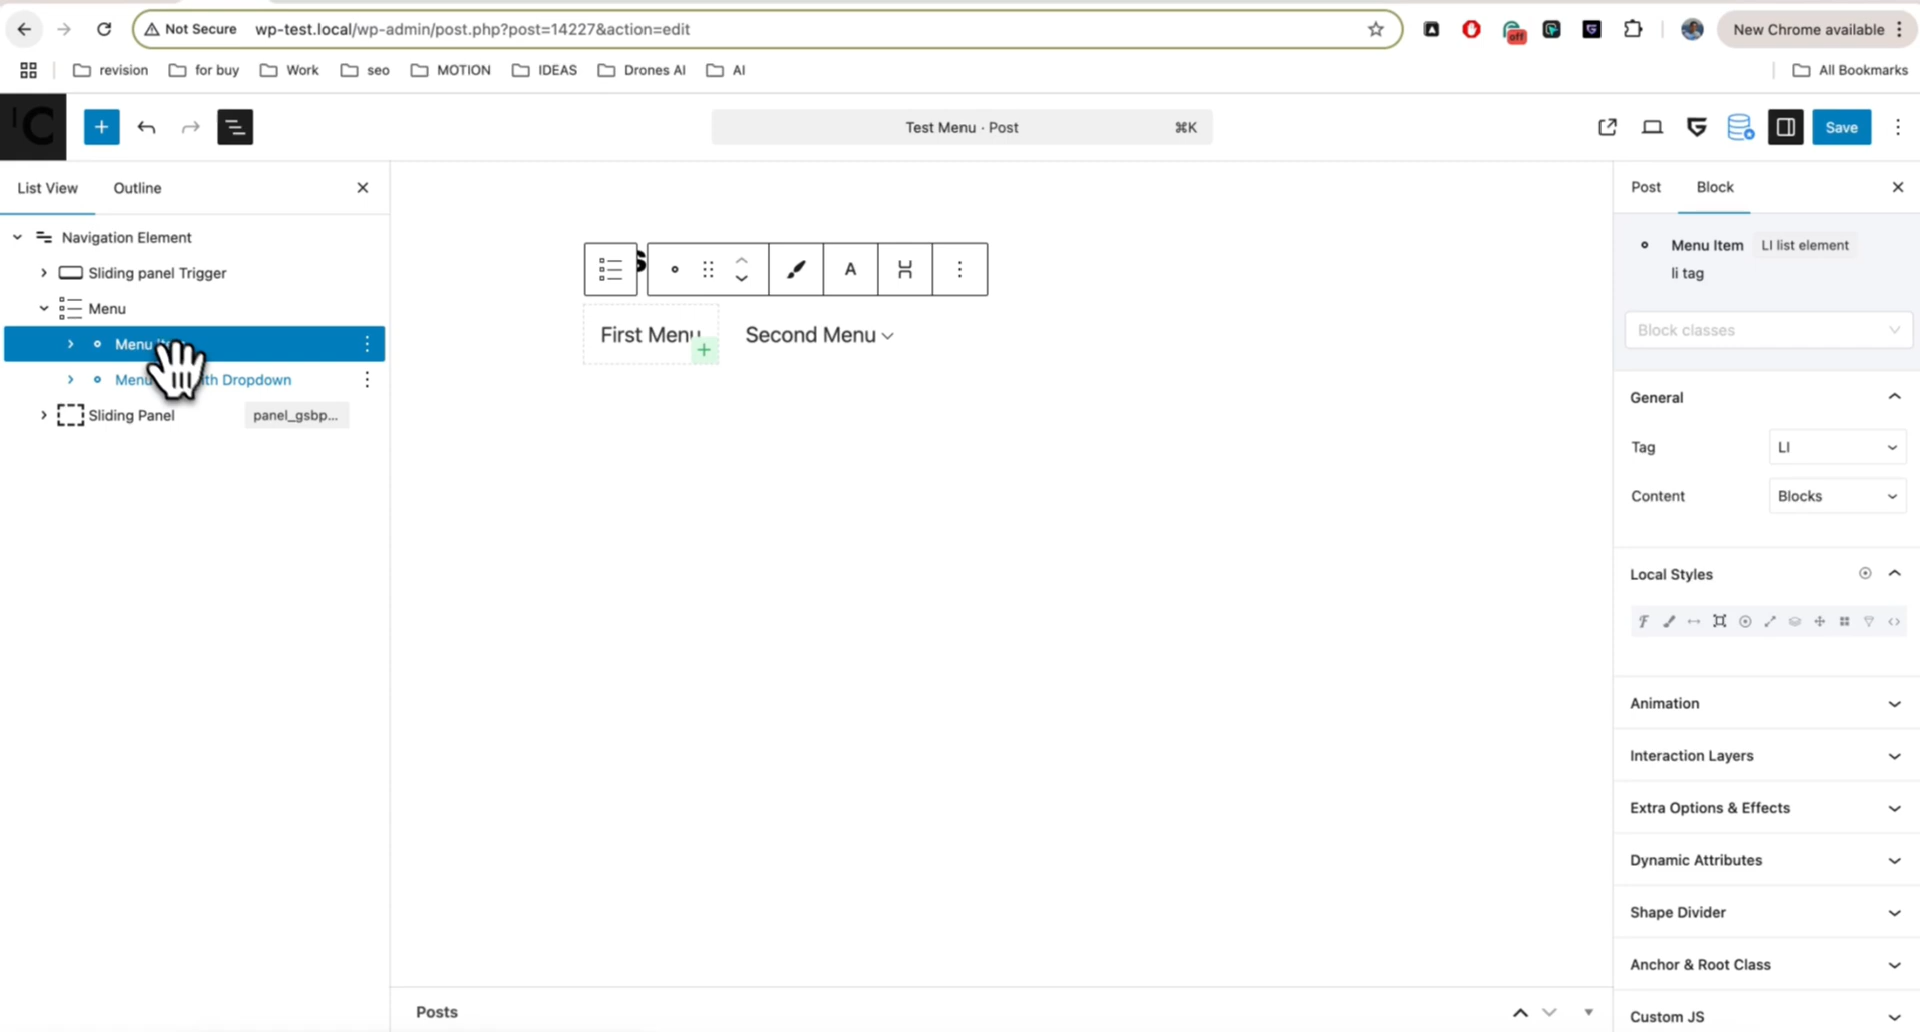 Not Secure wp-test.local/wp-admin/post.php?post=14227&action=edit
off
New Chrome available
revision for buy Work seo MOTION IDEAS Drones AI AI All Bookmarks
Test Menu · Post ⌘K
Save
List View Outline
Post Block
Navigation Element
Sliding panel Trigger
Menu
Menu
th Dropdown
Sliding Panel panel_gsbp...
A
First Menu Second Menu
Menu Item LI list element
li tag
Block classes
General
Tag LI
Content Blocks
Local Styles
Animation
Interaction Layers
Extra Options & Effects
Dynamic Attributes
Shape Divider
Anchor & Root Class
Custom JS
Posts